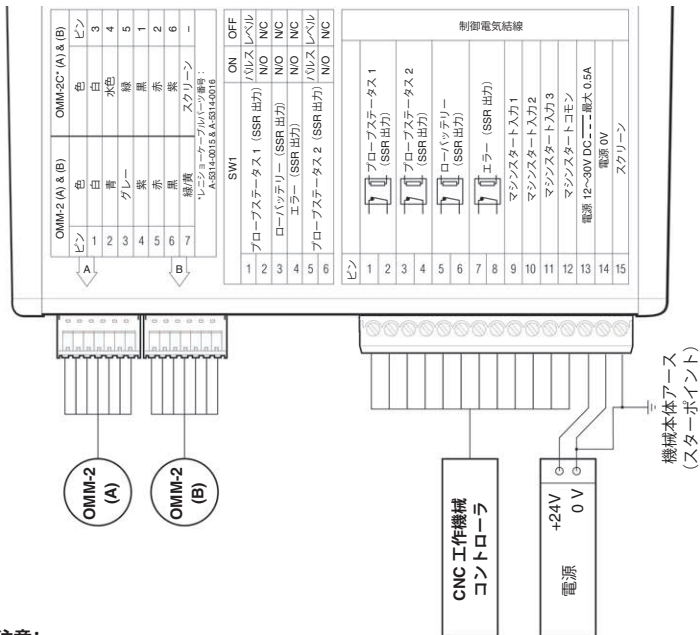 OMM-2 (A) & (B) OMM-2C* (A) & (B)
ピン 色 色 ピン
1 白 白 3
2 青 水色 4
3 グレー 緑 5
4 紫 黒 1
5 赤 赤 2
6 黒 紫 6
7 緑/黄 スクリーン –
*レニショーケーブルパーツ番号：
A-5314-0015 & A-5314-0016
A
B
SW1 ON OFF
1 プローブステータス 1（SSR 出力） パルス レベル
2 N/O N/C
3 ローバッテリー（SSR 出力） N/O N/C
4 エラー（SSR 出力） N/O N/C
5 プローブステータス 2（SSR 出力） パルス レベル
6 N/O N/C
ピン 制御電気結線
1 プローブステータス 1
2 （SSR 出力）
3 プローブステータス 2
4 （SSR 出力）
5 ローバッテリー
6 （SSR 出力）
7 エラー（SSR 出力）
8
9 マシンスタート入力 1
10 マシンスタート入力 2
11 マシンスタート入力 3
12 マシンスタートコモン
13 電源 12～30V DC 最大 0.5A
14 電源 0V
15 スクリーン
OMM-2
(A)
OMM-2
(B)
CNC 工作機械
コントローラ
+24V
0 V
電源
機械本体アース
（スターポイント）
注意：